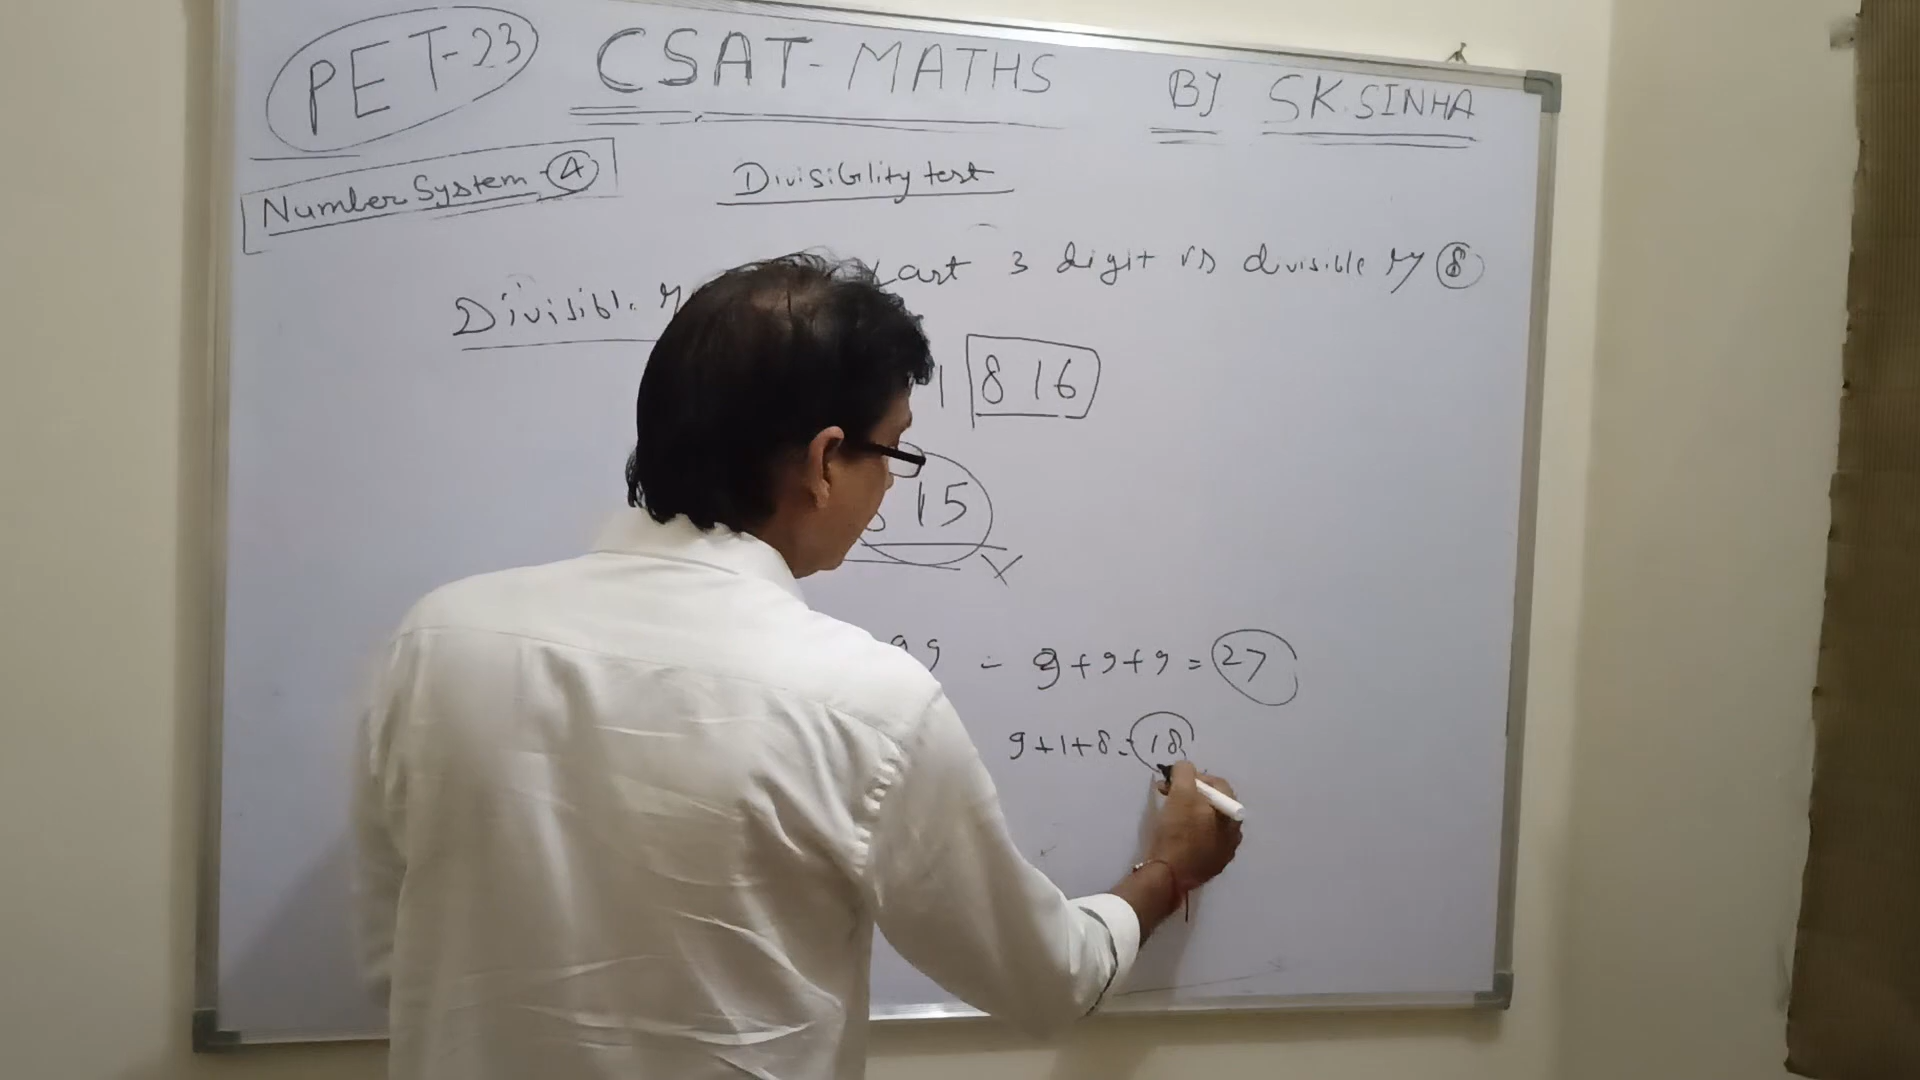 PET-23 CSAT-MATHS BY SK.SINHA
Number System-4 Divisibility test
Last 3 digit is divisible by 8
1 816
15 X
99 - 9+9+9=27
9+1+8=18